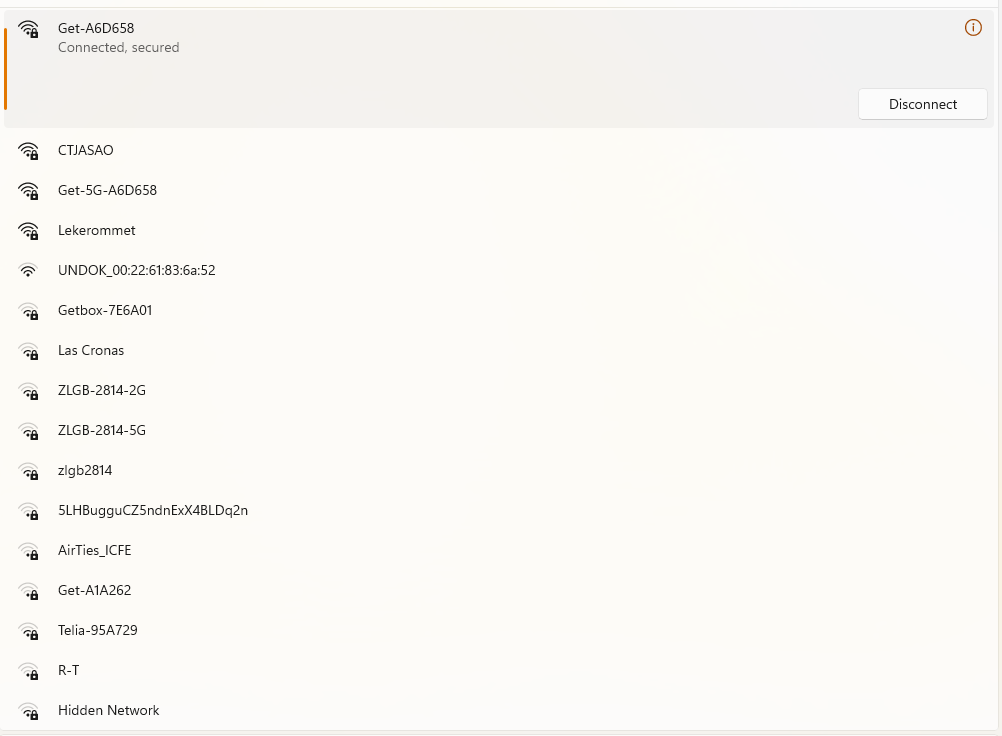 Get-A6D658
Connected, secured
Disconnect
CTJASAO
Get-5G-A6D658
Lekerommet
UNDOK_00:22:61:83:6a:52
Getbox-7E6A01
Las Cronas
ZLGB-2814-2G
ZLGB-2814-5G
zlgb2814
5LHBugguCZ5ndnExX4BLDq2n
AirTies_ICFE
Get-A1A262
Telia-95A729
R-T
Hidden Network